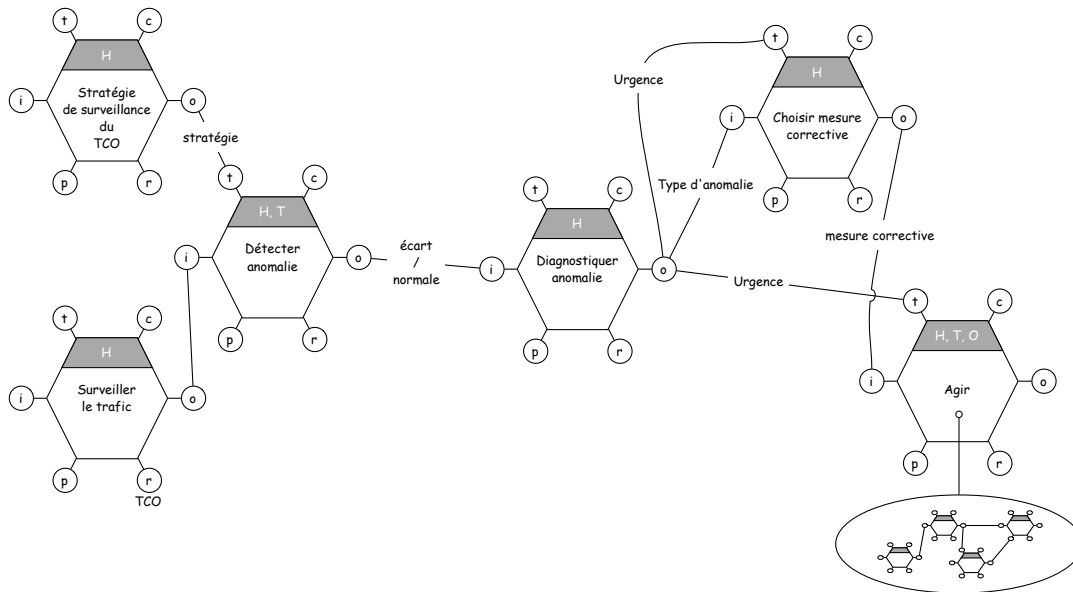 t
c
H
Stratégie
de surveillance
du
TCO
i
o
p
r
stratégie
t
c
H, T
Détecter
anomalie
i
o
p
r
t
c
H
Surveiller
le trafic
i
o
p
r
TCO
écart
/
normale
t
c
H
Diagnostiquer
anomalie
i
o
p
r
Urgence
Type d'anomalie
t
c
H
Choisir mesure
corrective
i
o
p
r
mesure corrective
Urgence
t
c
H, T, O
Agir
i
o
p
r